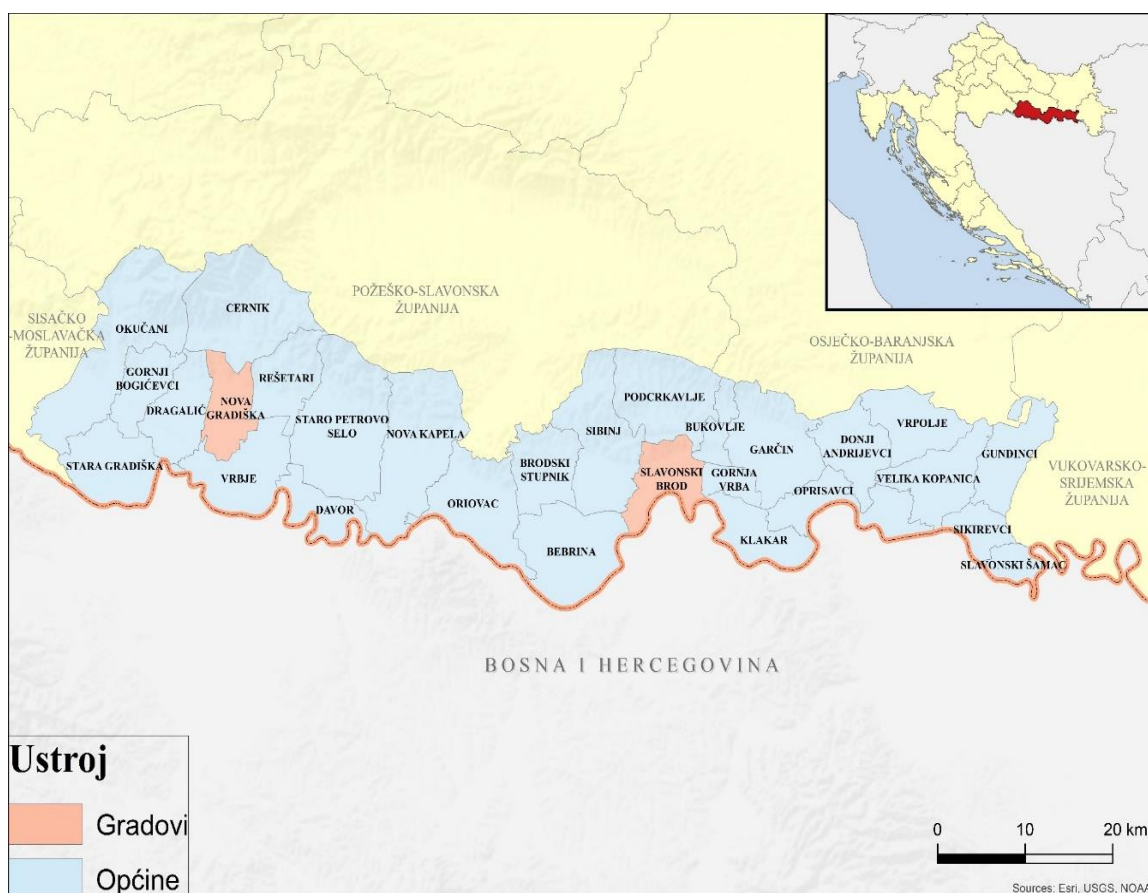 CERNIK
POŽEŠKO-SLAVONSKA
ŽUPANIJA
SISAČKO
-MOSLAVAČKA
ŽUPANIJA
OKUČANI
OSJEČKO-BARANJSKA
ŽUPANIJA
GORNJI
BOGIĆEVCI
REŠETARI
DRAGALIĆ
NOVA
GRADIŠKA
STARO PETROVO
SELO
NOVA KAPELA
PODCRKAVLJE
SIBINJ
BUKOVLJE
GARČIN
DONJI
ANDRIJEVCI
VRPOLJE
GUNDINCI
STARA GRADIŠKA
VRBJE
BRODSKI
STUPNIK
SLAVONSKI
BROD
GORNJA
VRBA
VELIKA KOPANICA
VUKOVARSKO-
SRIJEMSKA
ŽUPANIJA
OPRISAVCI
DAVOR
ORIOVAC
BEBRINA
KLAKAR
SIKIREVCI
SLAVONSKI ŠAMAC
BOSNA I HERCEGOVINA
Ustroj
Gradovi
Općine
0 10 20 km
Sources: Esri, USGS, NOAA